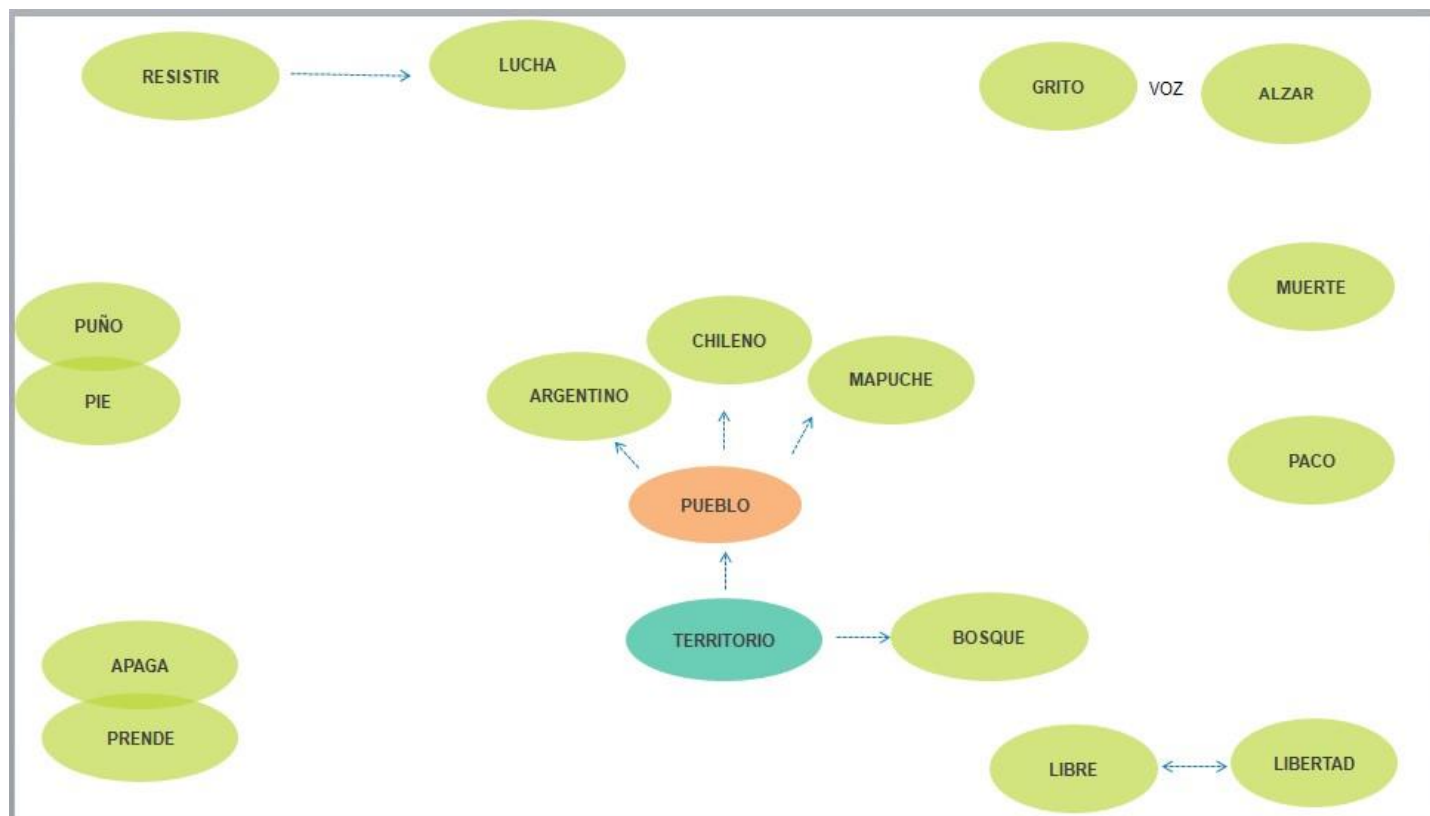 RESISTIR
LUCHA
GRITO
VOZ
ALZAR
MUERTE
PUÑO
PIE
CHILENO
ARGENTINO
MAPUCHE
PACO
PUEBLO
TERRITORIO
BOSQUE
APAGA
PRENDE
LIBRE
LIBERTAD